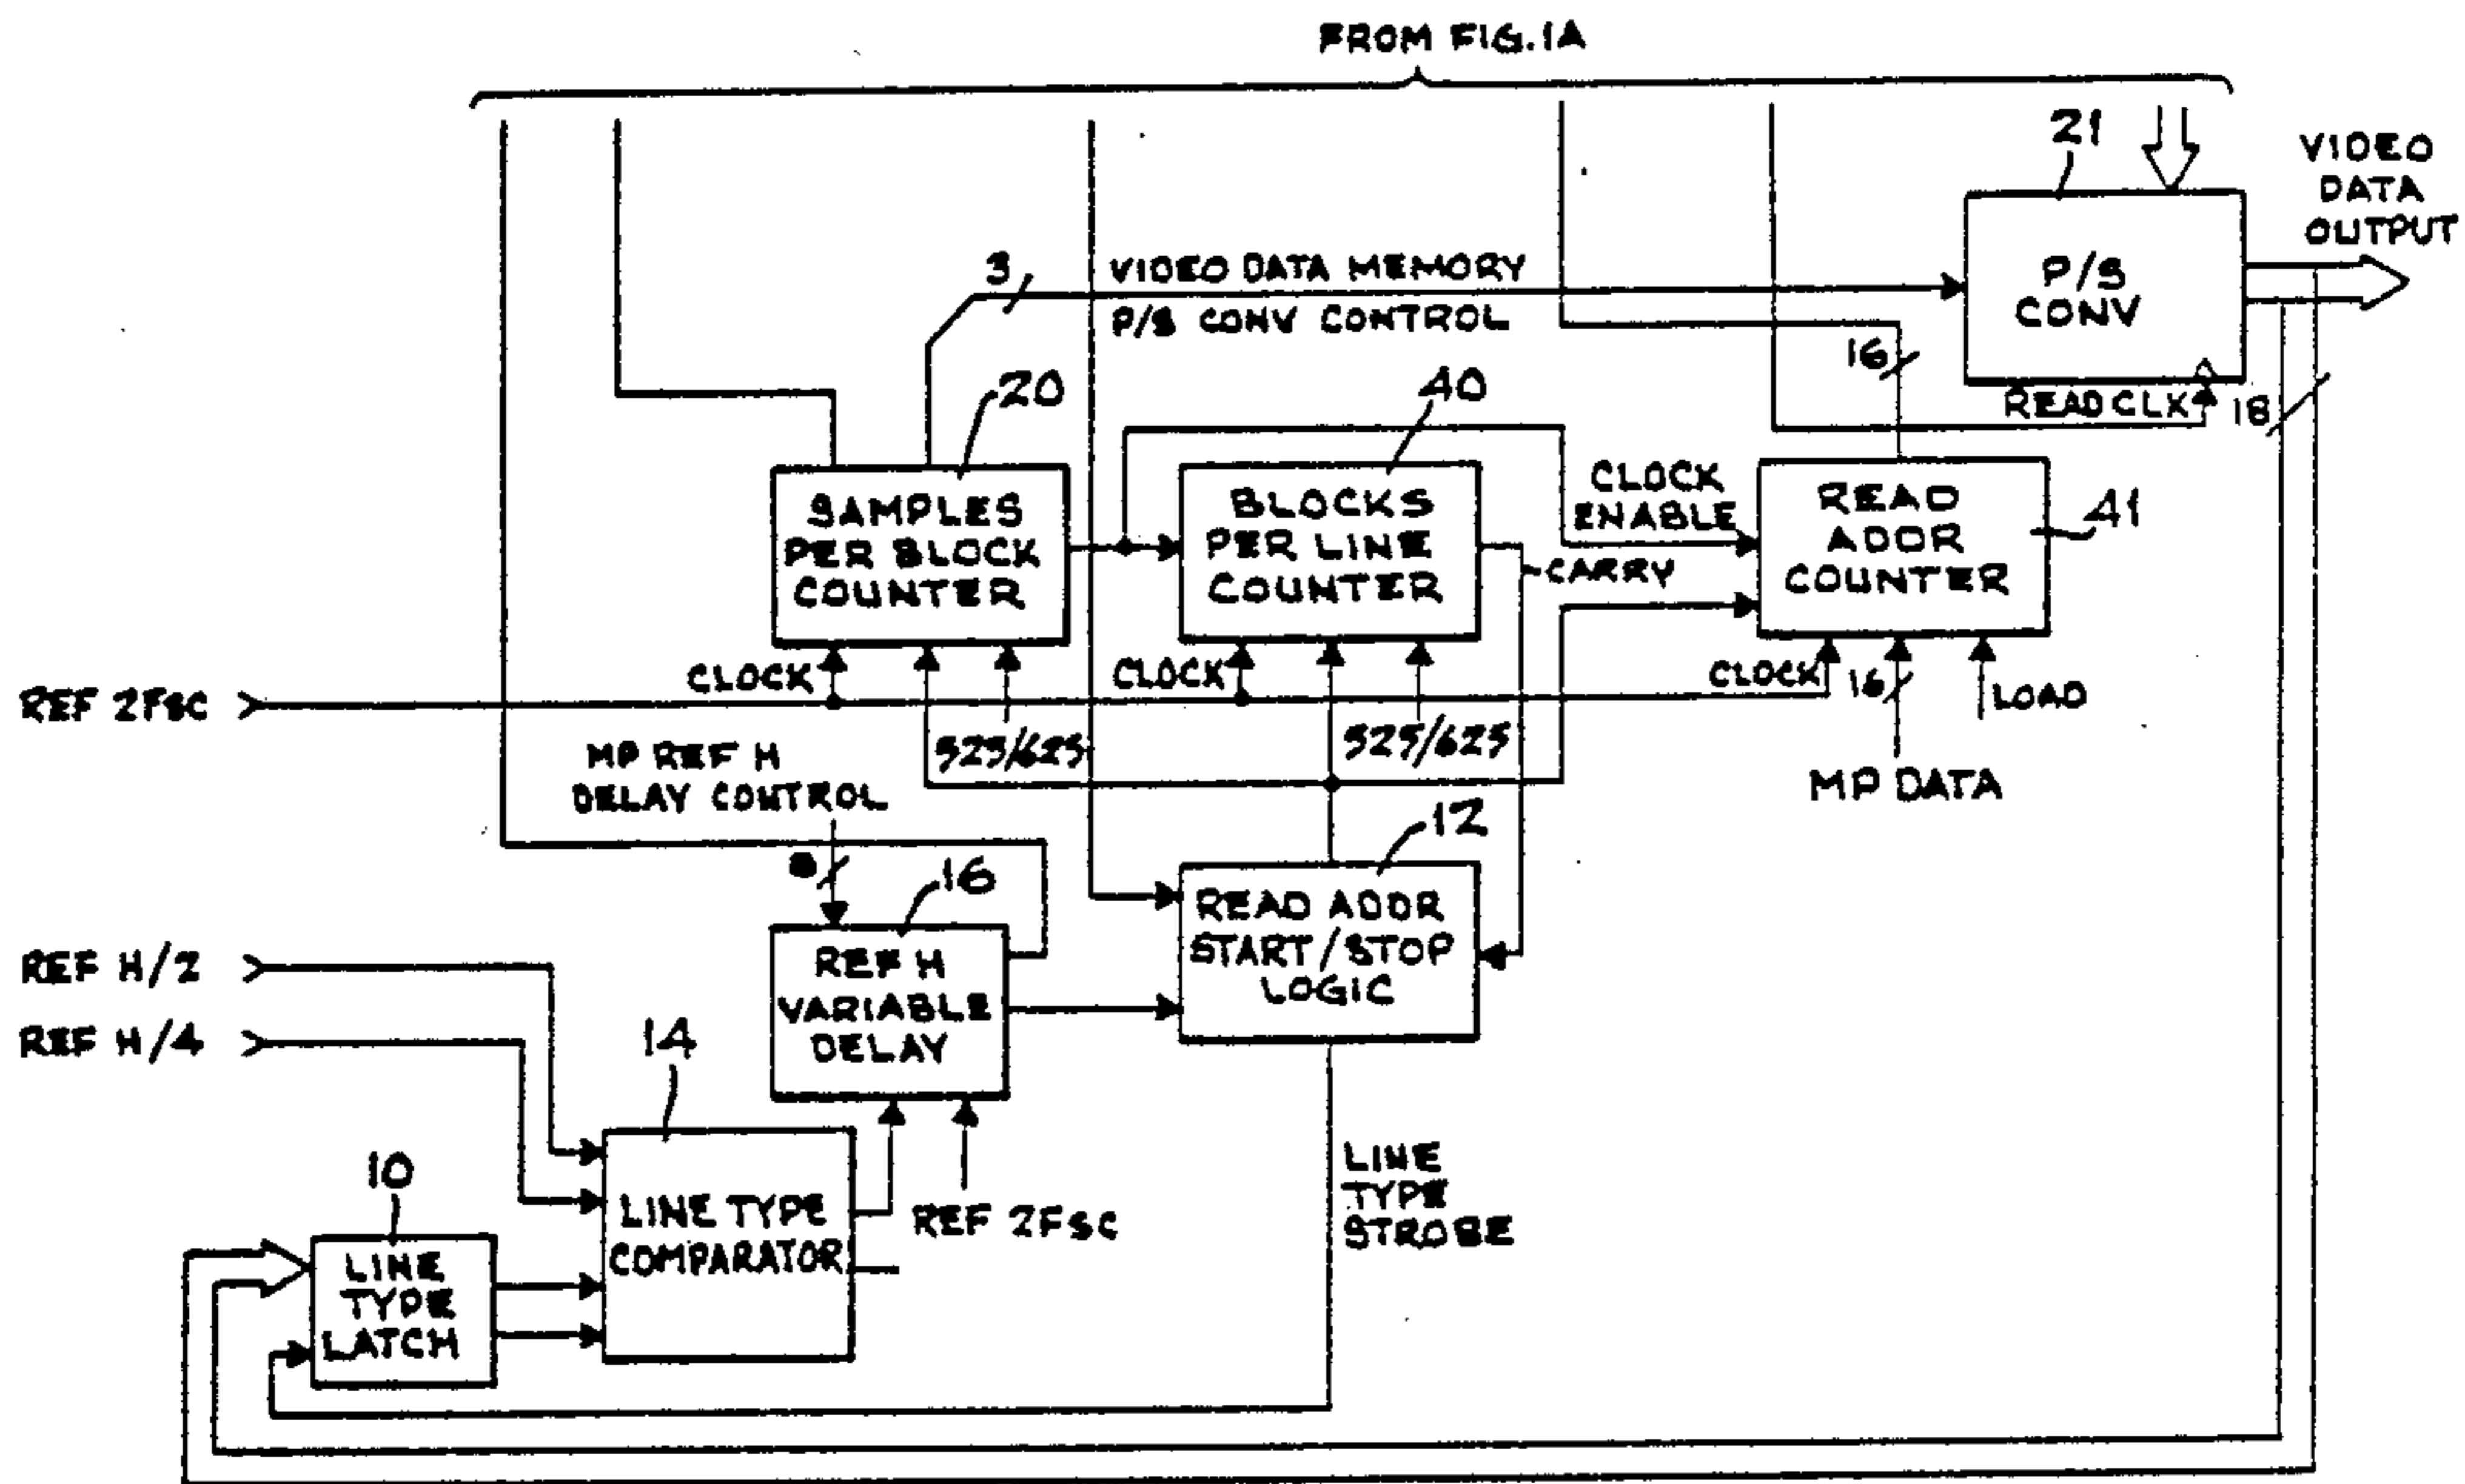 FROM FIG.1A
21
VIDEO
DATA
OUTPUT
P/S
CONV
3
VIDEO DATA MEMORY
P/S CONV CONTROL
16
READ CLK
18
20
40
SAMPLES
PER BLOCK
COUNTER
BLOCKS
PER LINE
COUNTER
CLOCK
ENABLE
READ
ADDR
COUNTER
41
CARRY
CLOCK
CLOCK
CLOCK
16
LOAD
REF 2FSC
525/625
525/625
MP DATA
MP REF H
DELAY CONTROL
12
16
READ ADDR
START/STOP
LOGIC
REF H
VARIABLE
DELAY
REF H/2
REF H/4
14
LINE TYPE
COMPARATOR
REF 2FSC
LINE
TYPE
STROBE
10
LINE
TYPE
LATCH